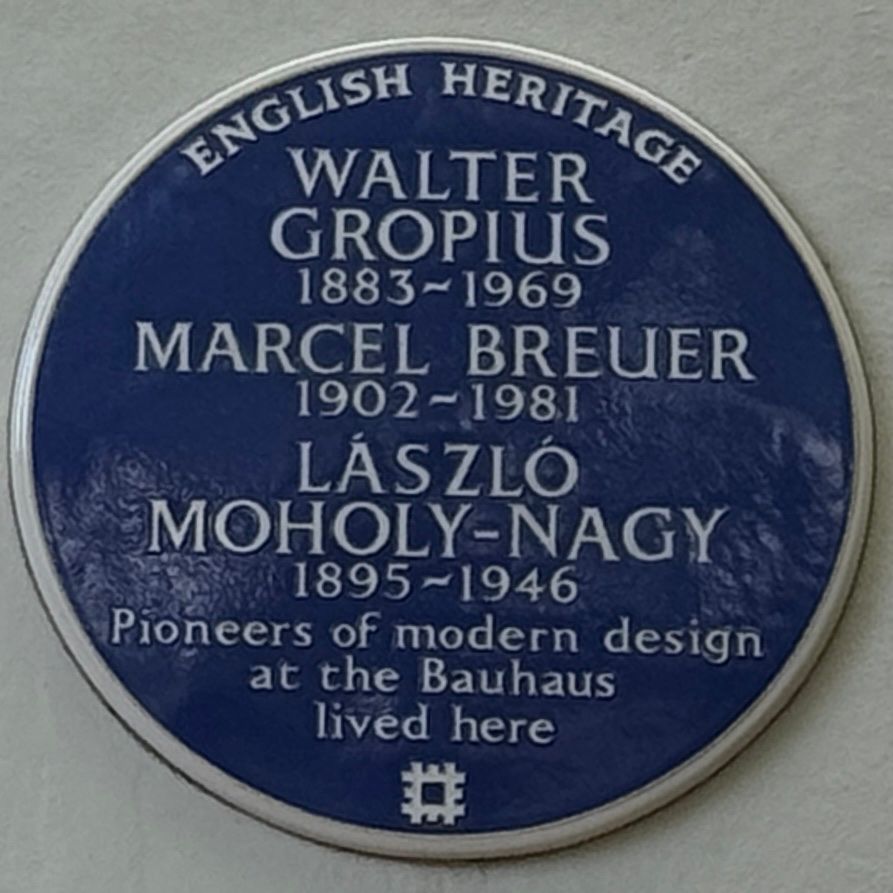 ENGLISH HERITAGE
WALTER
GROPIUS
1883~1969
MARCEL BREUER
1902~1981
LÁSZLÓ
MOHOLY-NAGY
1895~1946
Pioneers of modern design
at the Bauhaus
lived here